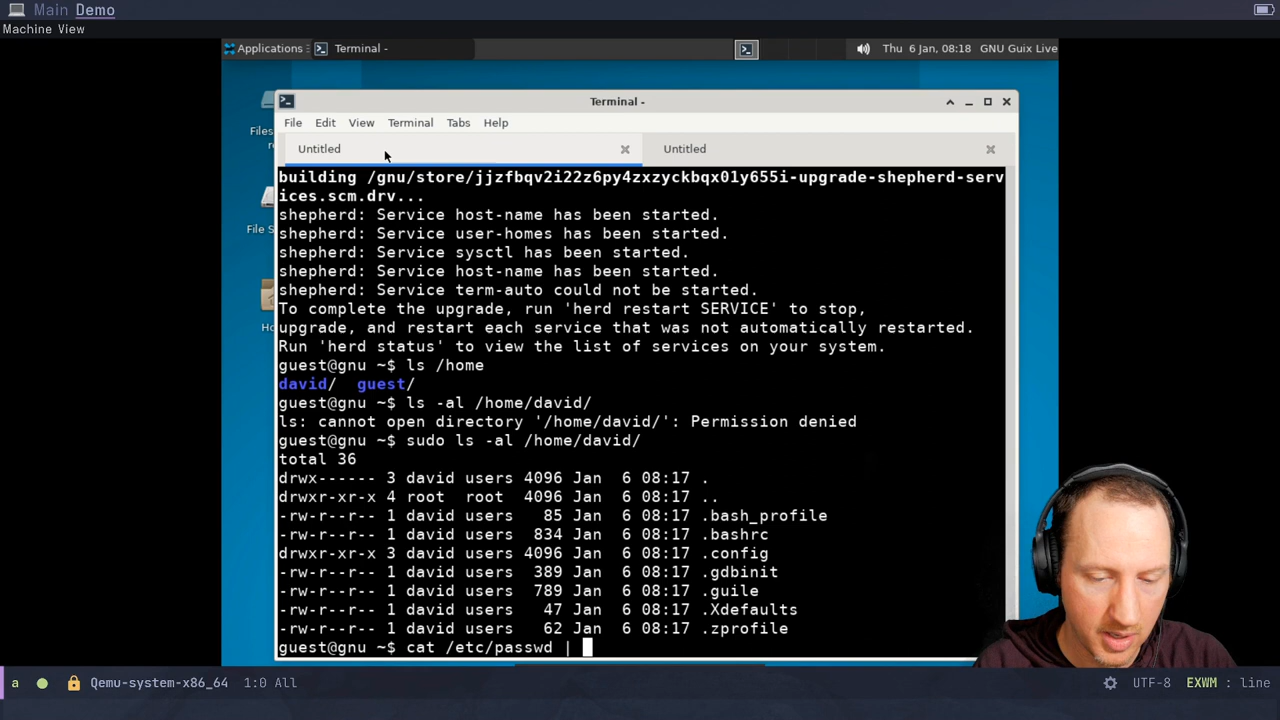 Main Demo
Machine View
Applications Terminal - Thu 6 Jan, 08:18 GNU Guix Live
Terminal -
File Edit View Terminal Tabs Help
Untitled Untitled
building /gnu/store/jjzfbqv2i22z6py4zxzyckbqx01y655i-upgrade-shepherd-serv
ices.scm.drv...
shepherd: Service host-name has been started.
shepherd: Service user-homes has been started.
shepherd: Service sysctl has been started.
shepherd: Service host-name has been started.
shepherd: Service term-auto could not be started.
To complete the upgrade, run 'herd restart SERVICE' to stop,
upgrade, and restart each service that was not automatically restarted.
Run 'herd status' to view the list of services on your system.
guest@gnu ~$ ls /home
david/ guest/
guest@gnu ~$ ls -al /home/david/
ls: cannot open directory '/home/david/': Permission denied
guest@gnu ~$ sudo ls -al /home/david/
total 36
drwx------ 3 david users 4096 Jan 6 08:17 .
drwxr-xr-x 4 root root 4096 Jan 6 08:17 ..
-rw-r--r-- 1 david users 85 Jan 6 08:17 .bash_profile
-rw-r--r-- 1 david users 834 Jan 6 08:17 .bashrc
drwxr-xr-x 3 david users 4096 Jan 6 08:17 .config
-rw-r--r-- 1 david users 389 Jan 6 08:17 .gdbinit
-rw-r--r-- 1 david users 789 Jan 6 08:17 .guile
-rw-r--r-- 1 david users 47 Jan 6 08:17 .Xdefaults
-rw-r--r-- 1 david users 62 Jan 6 08:17 .zprofile
guest@gnu ~$ cat /etc/passwd |
a Qemu-system-x86_64 1:0 All UTF-8 EXWM : line